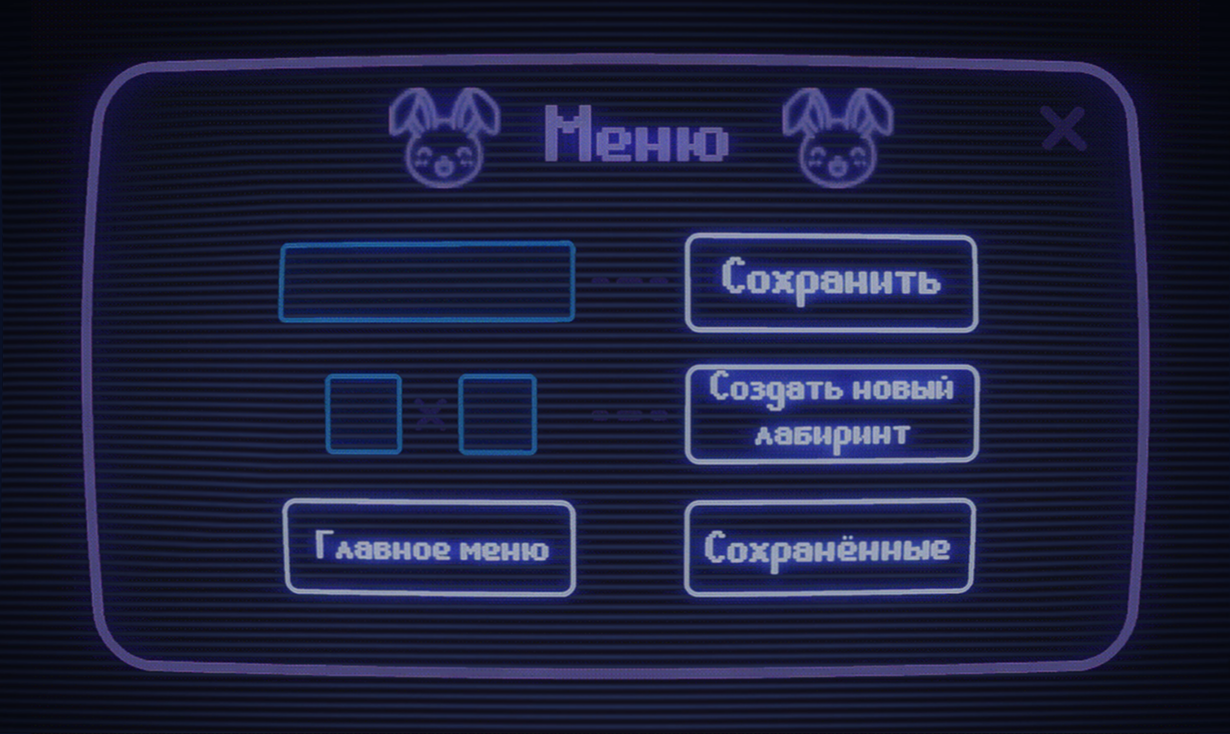 Меню
Сохранить
Создать новый
лабиринт
Главное меню
Сохранённые